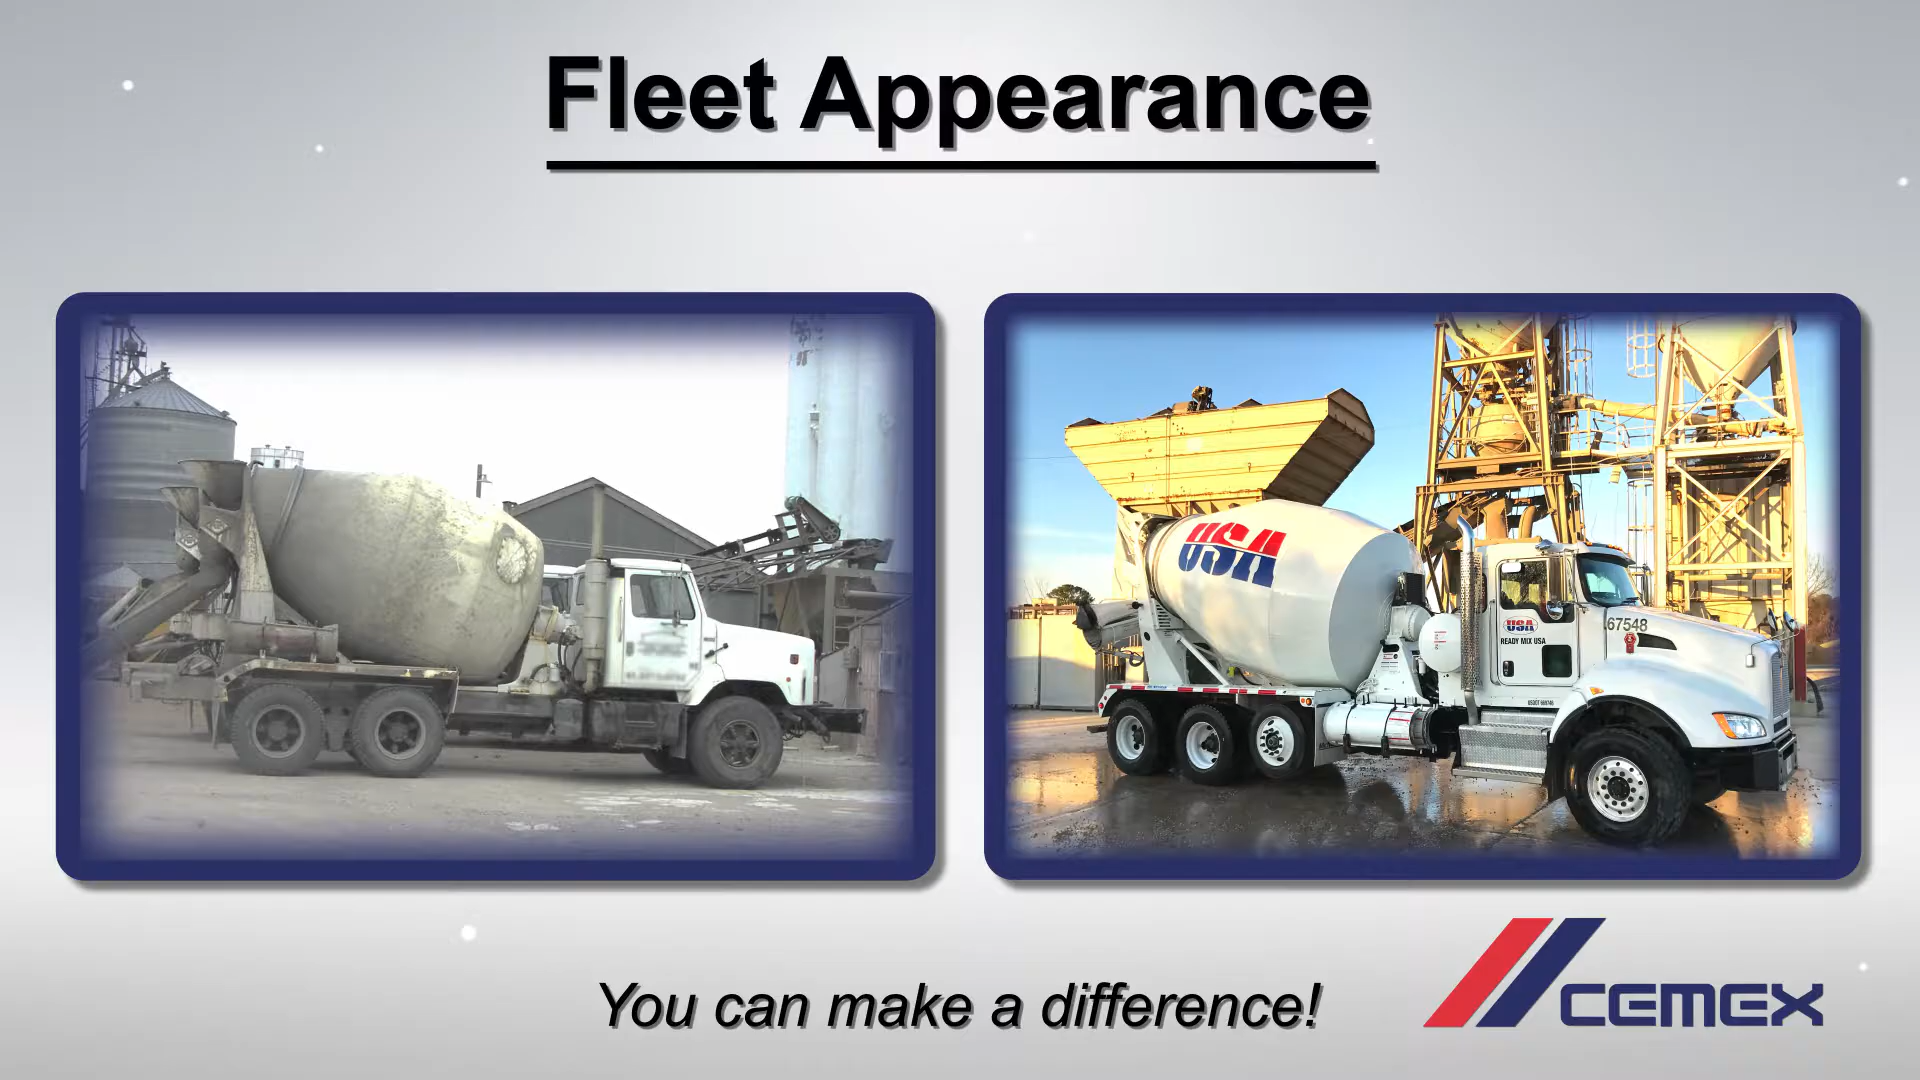 Fleet Appearance
USA
USA
READY MIX USA
67548
You can make a difference!
CEMEX